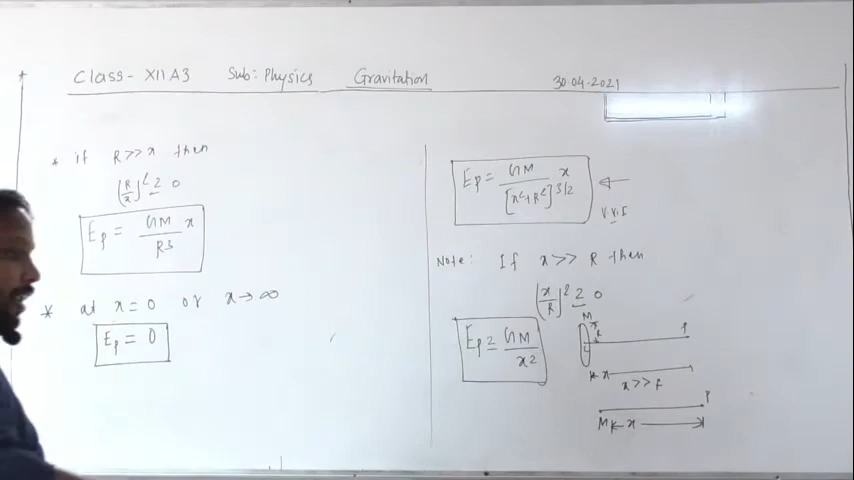 Class- XII A3 Sub: Physics Gravitation 30-04-2021
* if R>>x then
(R/x)² ≃ 0
Ep = GM/R³ x
* at x = 0 or x→∞
Ep = 0
Ep = GM x/[x²+R²]^3/2 ←
V.V.I
Note: If x>> R then
(x/R)² ≃ 0
Ep ≃ GM/x²
M
R
P
x
x>>R
P
M x